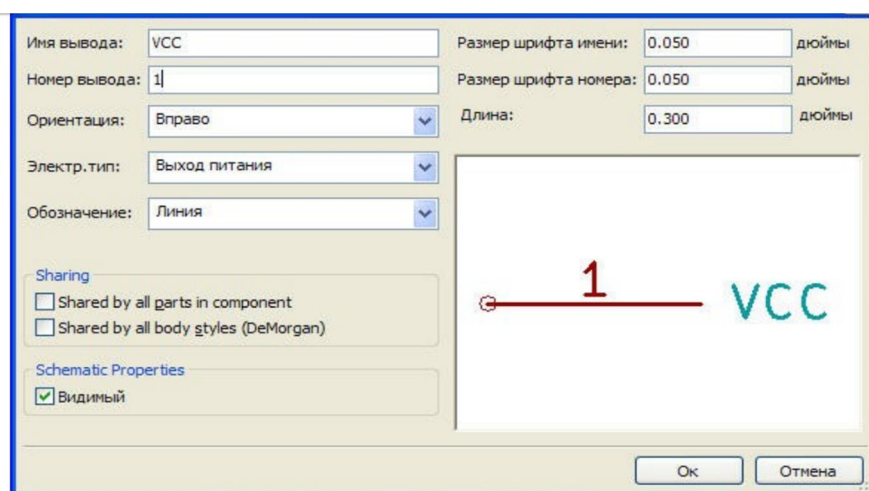 Имя вывода: VCC
Размер шрифта имени: 0.050 дюймы
Номер вывода: 1
Размер шрифта номера: 0.050 дюймы
Ориентация: Вправо
Длина: 0.300 дюймы
Электр.тип: Выход питания
Обозначение: Линия
1 VCC
Sharing
Shared by all parts in component
Shared by all body styles (DeMorgan)
Schematic Properties
Видимый
Ок Отмена